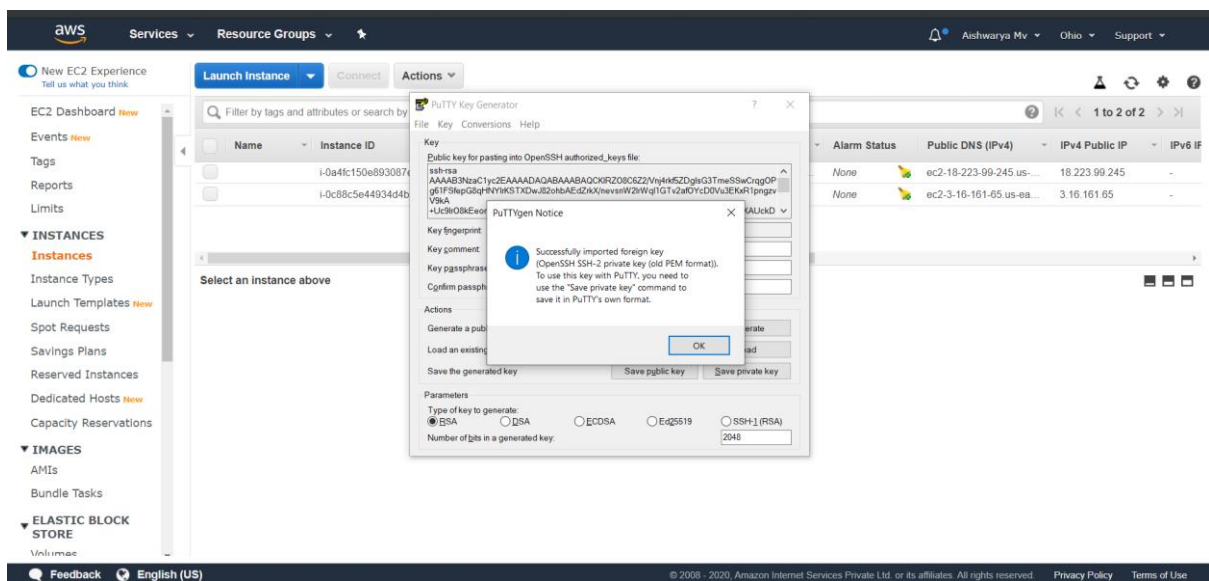 aws Services Resource Groups Aishwarya Mv Ohio Support
New EC2 Experience
Tell us what you think
EC2 Dashboard New
Events New
Tags
Reports
Limits
INSTANCES
Instances
Instance Types
Launch Templates New
Spot Requests
Savings Plans
Reserved Instances
Dedicated Hosts New
Capacity Reservations
IMAGES
AMIs
Bundle Tasks
ELASTIC BLOCK
STORE
Volumes
Launch Instance Connect Actions
Filter by tags and attributes or search by
1 to 2 of 2
Name Instance ID Alarm Status Public DNS (IPv4) IPv4 Public IP IPv6 IP
i-0a4fc150e893087 None ec2-18-223-99-245.us-... 18.223.99.245 -
i-0c88c5e44934d4b None ec2-3-16-161-65.us-ea... 3.16.161.65 -
Select an instance above
PuTTY Key Generator
File Key Conversions Help
Key
Public key for pasting into OpenSSH authorized_keys file:
ssh-rsa
V9kA
Key fingerprint
Key comment
Key passphrase
Confirm passph
Actions
Generate a publ erate
Load an existing ad
Save the generated key Save public key Save private key
Parameters
Type of key to generate:
RSA DSA ECDSA Ed25519 SSH-1 (RSA)
Number of bits in a generated key: 2048
PuTTYgen Notice
Successfully imported foreign key
(OpenSSH SSH-2 private key (old PEM format)).
To use this key with PuTTY, you need to
use the "Save private key" command to
save it in PuTTY's own format.
OK
Feedback English (US) © 2008 - 2020, Amazon Internet Services Private Ltd. or its affiliates. All rights reserved. Privacy Policy Terms of Use